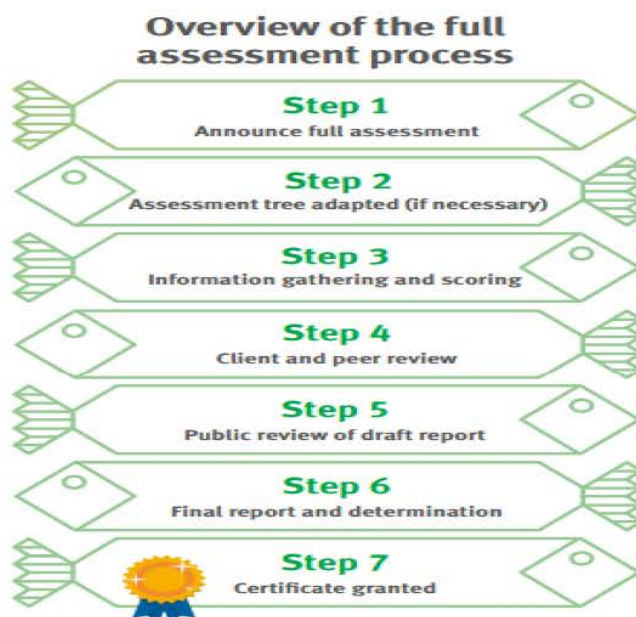 Overview of the full
assessment process
Step 1
Announce full assessment
Step 2
Assessment tree adapted (if necessary)
Step 3
Information gathering and scoring
Step 4
Client and peer review
Step 5
Public review of draft report
Step 6
Final report and determination
Step 7
Certificate granted